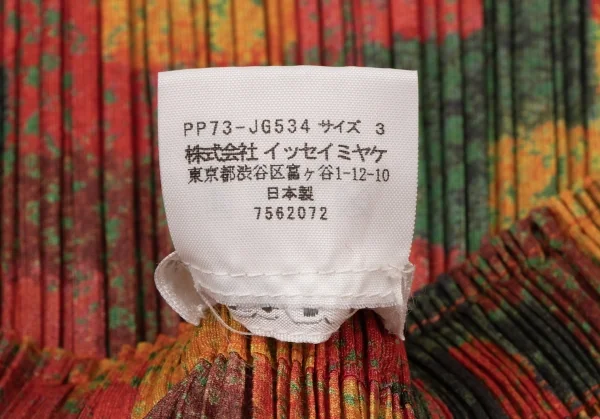 PP73-JG534 サイズ 3
株式会社 イッセイミヤケ
東京都渋谷区富ヶ谷1-12-10
日本製
7562072